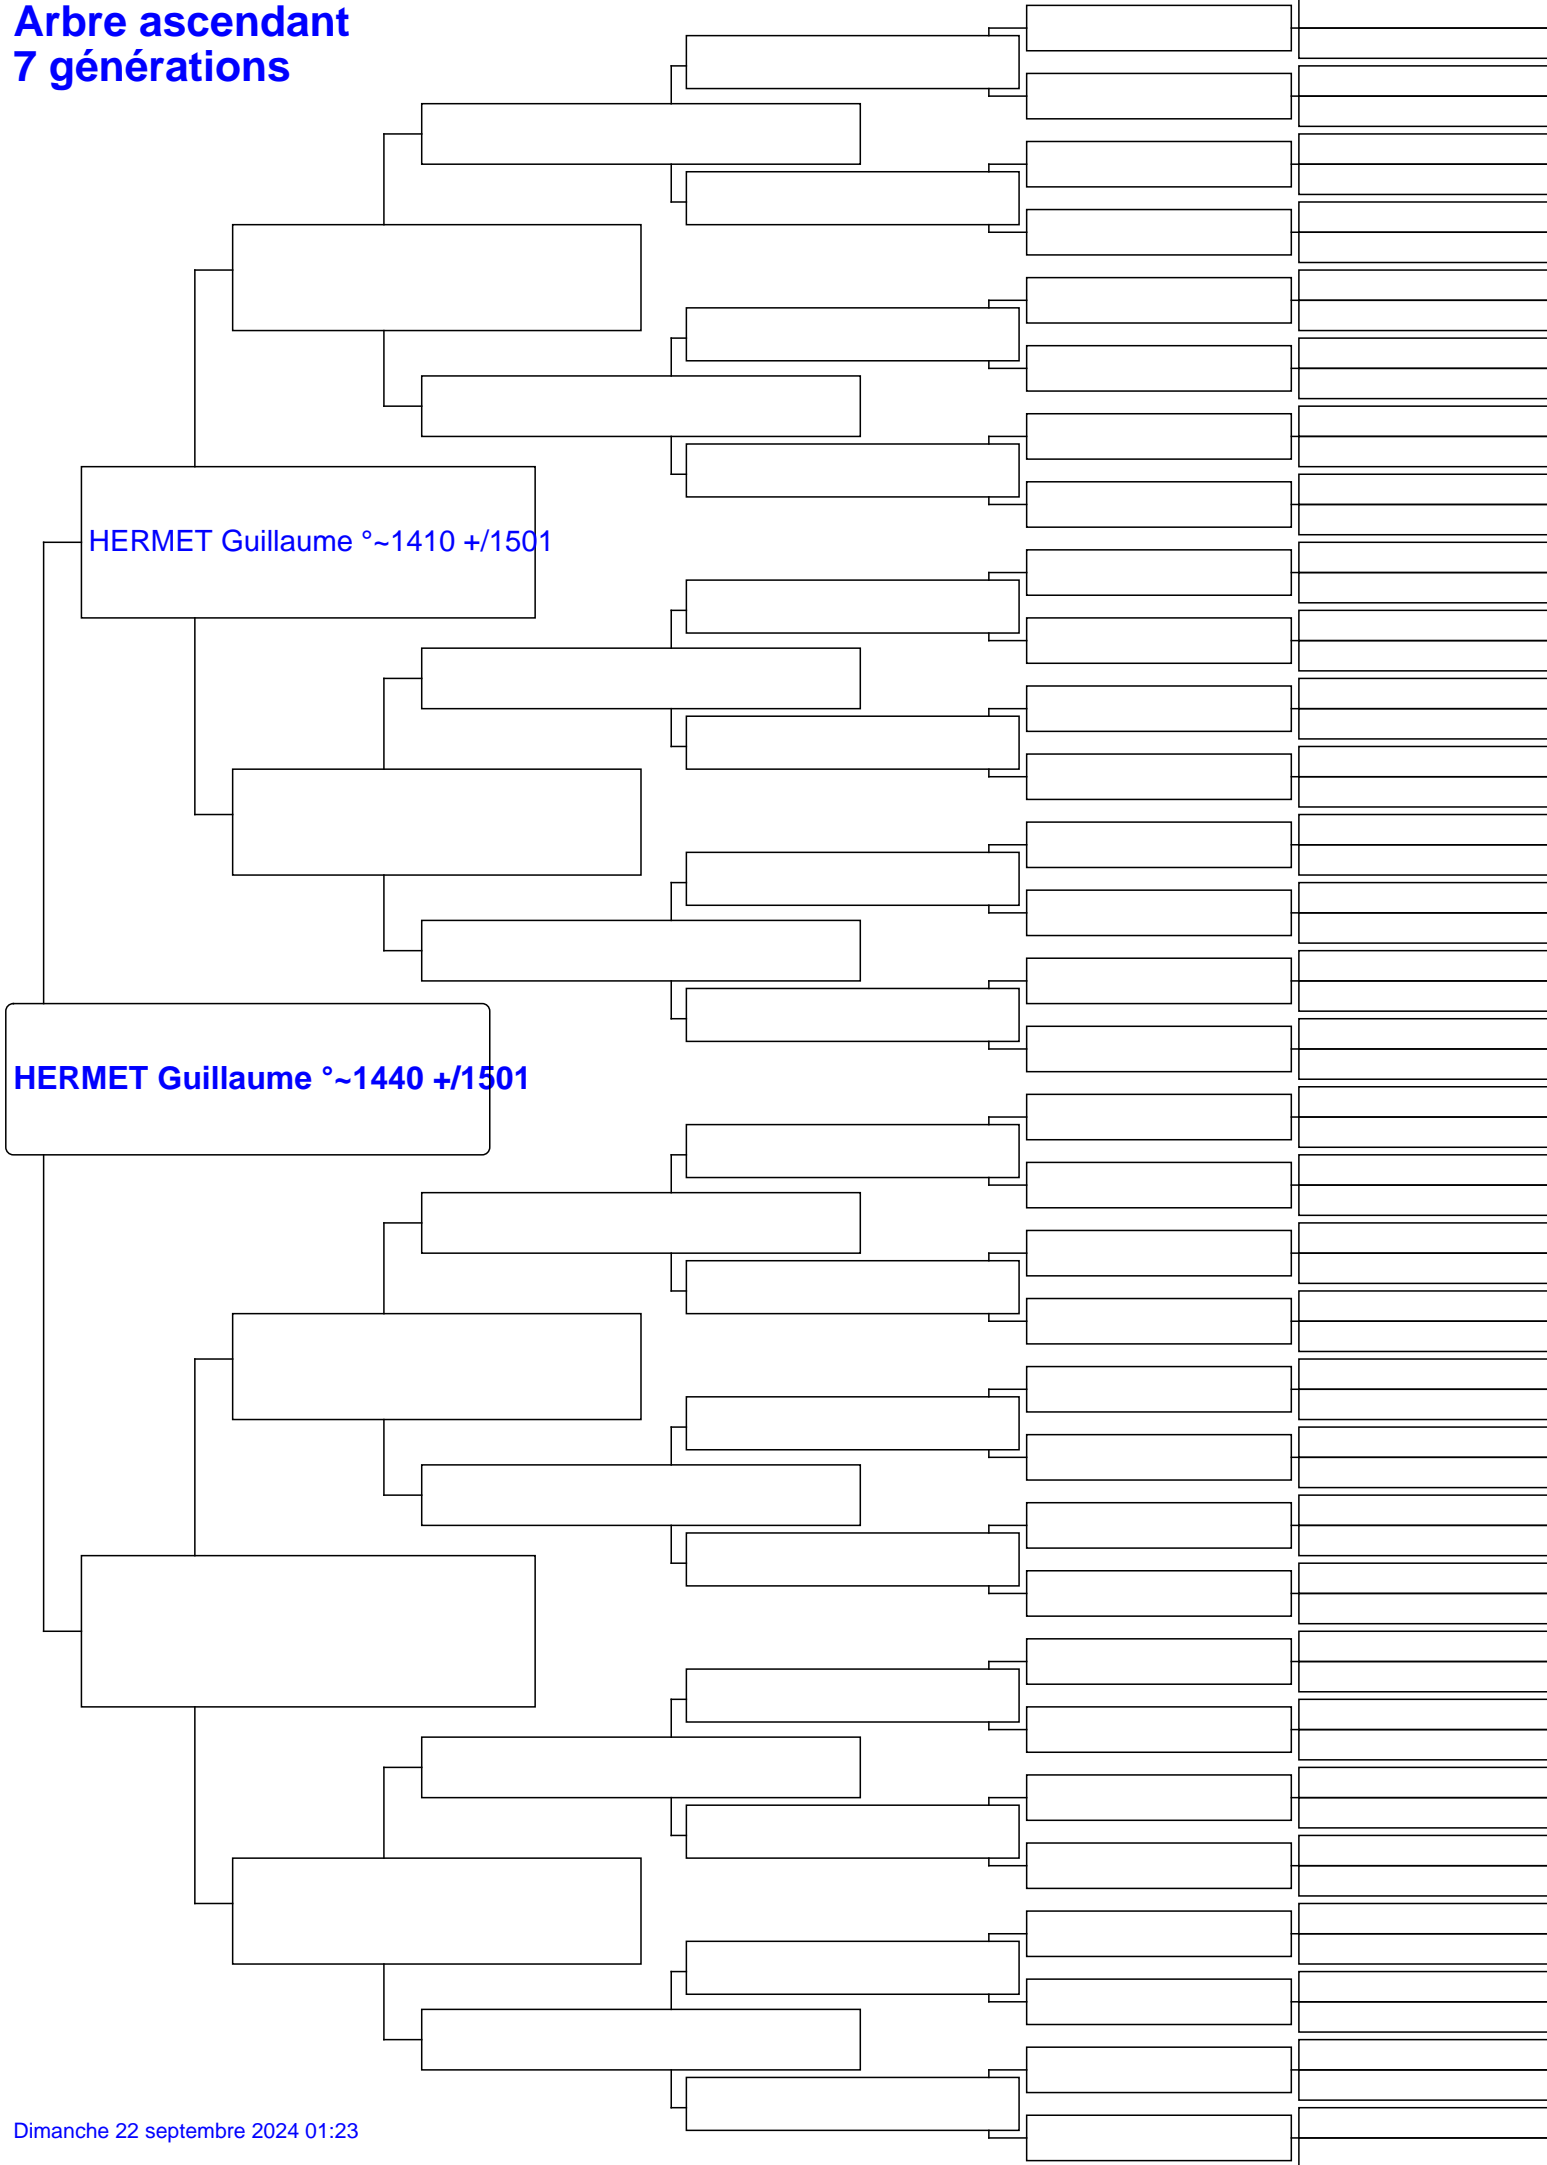 Arbre ascendant
7 générations
HERMET Guillaume °~1410 +/1501
HERMET Guillaume °~1440 +/1501
Dimanche 22 septembre 2024 01:23